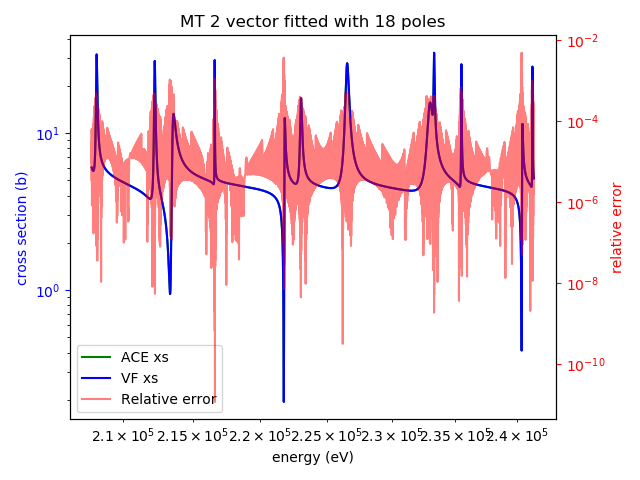 MT 2 vector fitted with 18 poles
10^1
10^0
cross section (b)
10^-2
10^-4
10^-6
10^-8
10^-10
relative error
ACE xs
VF xs
Relative error
2.1 × 10^5 2.15 × 10^5 2.2 × 10^5 2.25 × 10^5 2.3 × 10^5 2.35 × 10^5 2.4 × 10^5
energy (eV)